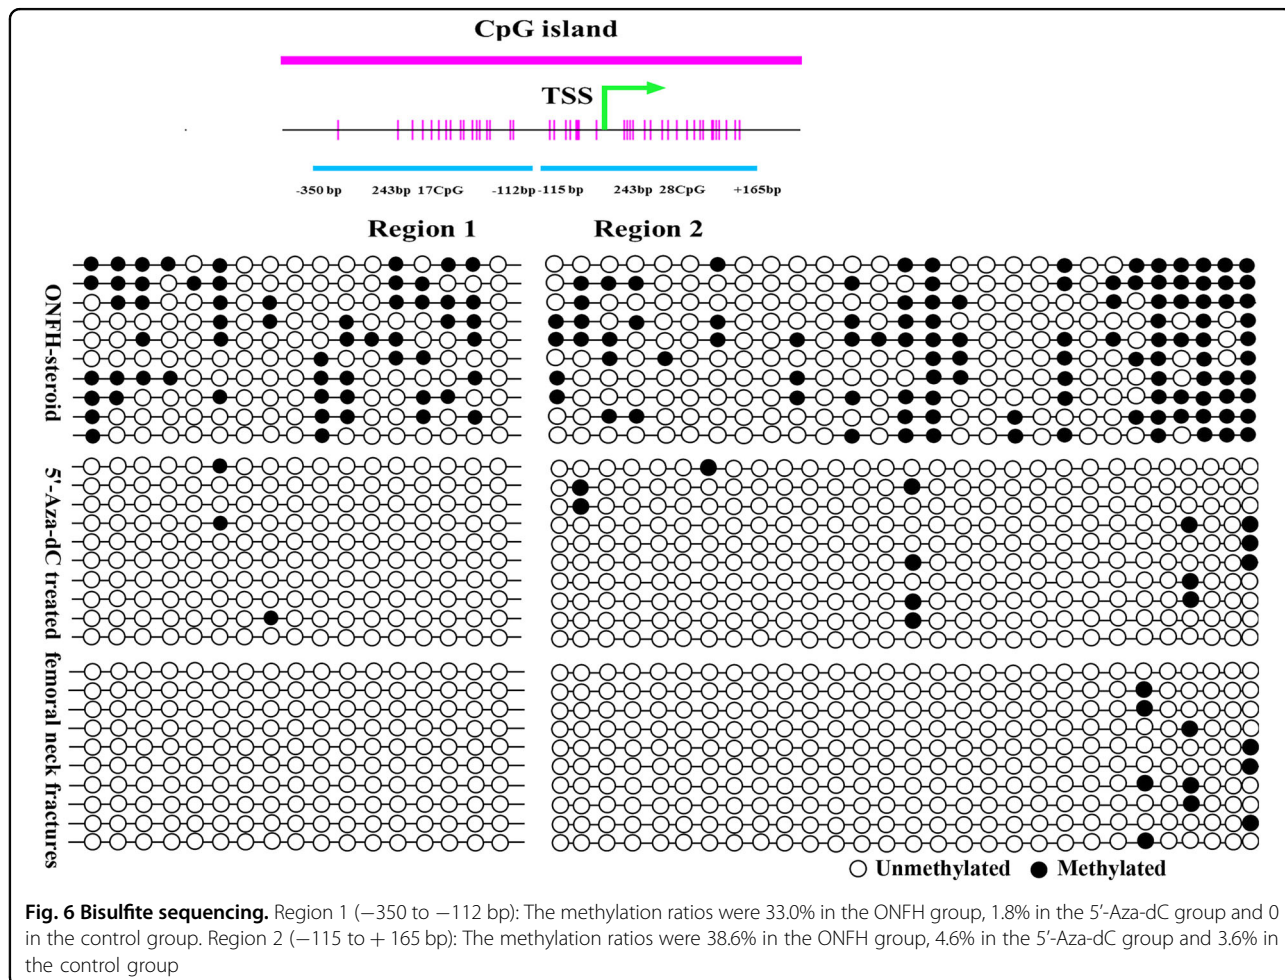 CpG island
TSS
-350 bp 243bp 17CpG -112bp -115 bp 243bp 28CpG +165bp
Region 1 Region 2
ONFH-steroid
5'-Aza-dC treated
femoral neck fractures
Unmethylated Methylated
Fig. 6 Bisulfite sequencing. Region 1 (−350 to −112 bp): The methylation ratios were 33.0% in the ONFH group, 1.8% in the 5′-Aza-dC group and 0
in the control group. Region 2 (−115 to + 165 bp): The methylation ratios were 38.6% in the ONFH group, 4.6% in the 5′-Aza-dC group and 3.6% in
the control group